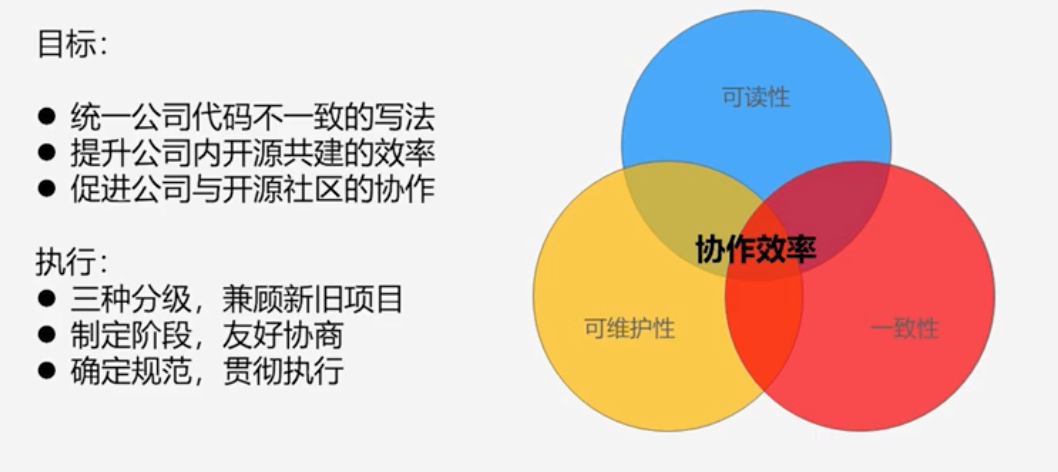 目标：
● 统一公司代码不一致的写法
● 提升公司内开源共建的效率
● 促进公司与开源社区的协作
执行：
● 三种分级，兼顾新旧项目
● 制定阶段，友好协商
● 确定规范，贯彻执行
可读性
协作效率
可维护性
一致性